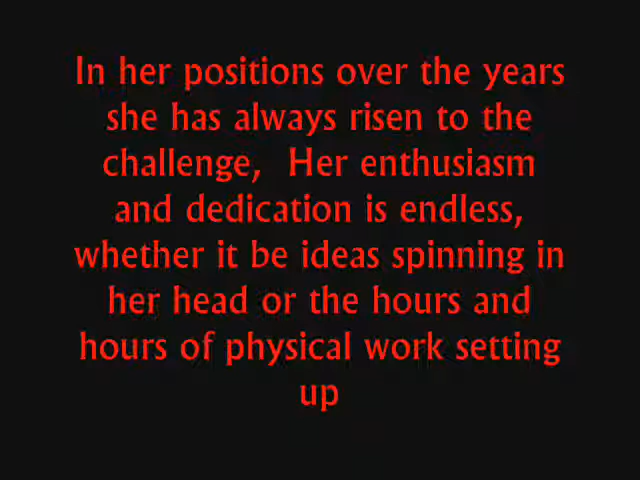 In her positions over the years
she has always risen to the
challenge,  Her enthusiasm
and dedication is endless,
whether it be ideas spinning in
her head or the hours and
hours of physical work setting
up